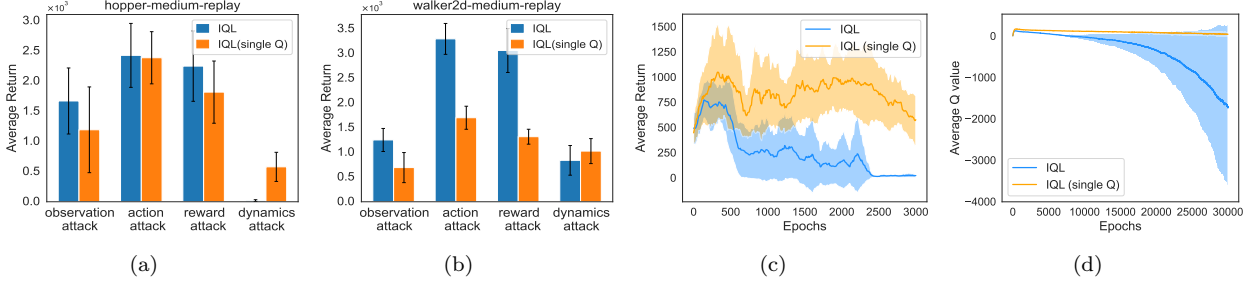 hopper-medium-replay
×10³
3.0
2.5
2.0
1.5
1.0
0.5
0.0
Average Return
IQL
IQL(single Q)
observation attack
action attack
reward attack
dynamics attack
(a)
walker2d-medium-replay
×10³
3.5
3.0
2.5
2.0
1.5
1.0
0.5
0.0
Average Return
IQL
IQL(single Q)
observation attack
action attack
reward attack
dynamics attack
(b)
1500
1250
1000
750
500
250
0
Average Return
IQL
IQL (single Q)
0 500 1000 1500 2000 2500 3000
Epochs
(c)
0
−1000
−2000
−3000
−4000
Average Q value
IQL
IQL (single Q)
0 5000 10000 15000 20000 25000 30000
Epochs
(d)